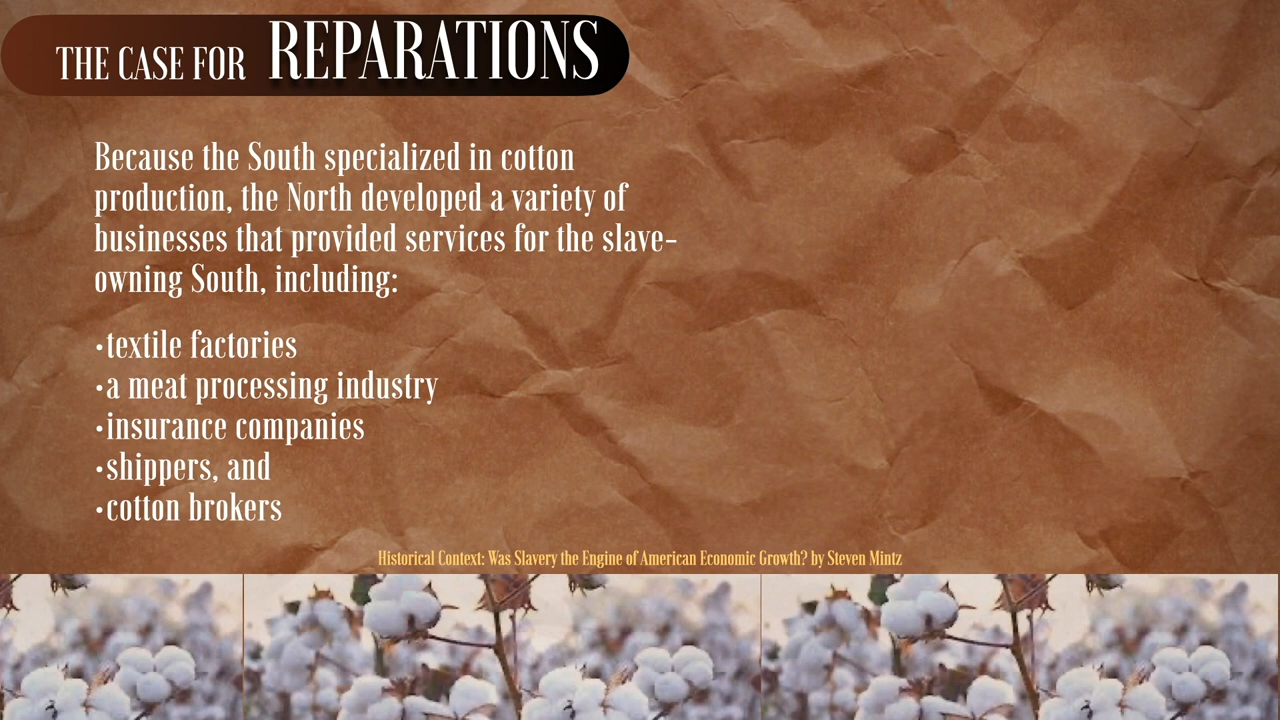 THE CASE FOR REPARATIONS
Because the South specialized in cotton
production, the North developed a variety of
businesses that provided services for the slave-
owning South, including:
•textile factories
•a meat processing industry
•insurance companies
•shippers, and
•cotton brokers
Historical Context: Was Slavery the Engine of American Economic Growth? by Steven Mintz